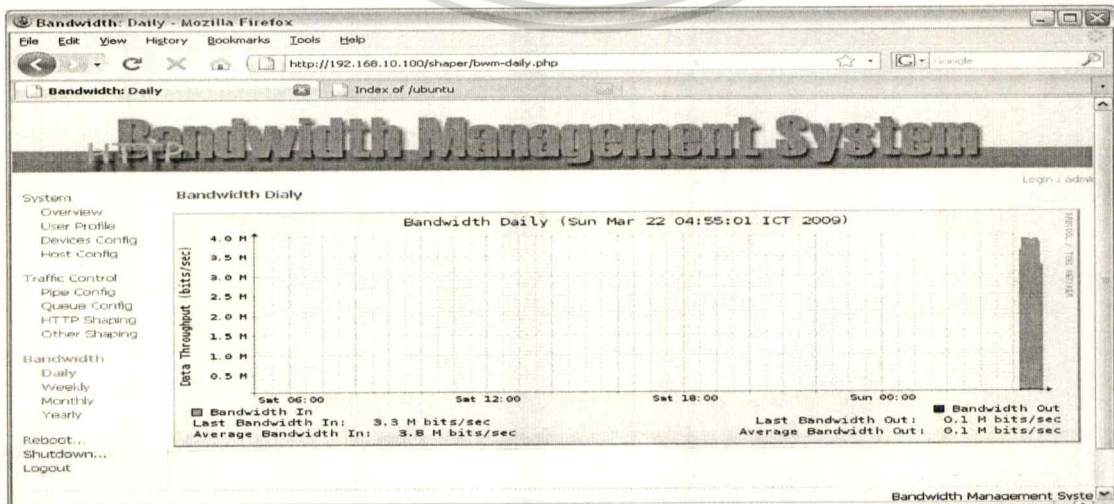 Bandwidth: Daily - Mozilla Firefox
File Edit View History Bookmarks Tools Help
http://192.168.10.100/shaper/bwm-daily.php
Google
Bandwidth: Daily
Index of /ubuntu
Bandwidth Management System
HTTP
Login : admin
System
Overview
User Profile
Devices Config
Host Config
Traffic Control
Pipe Config
Queue Config
HTTP Shaping
Other Shaping
Bandwidth
Daily
Weekly
Monthly
Yearly
Reboot...
Shutdown...
Logout
Bandwidth Dialy
Bandwidth Daily (Sun Mar 22 04:55:01 ICT 2009)
RRDTOOL / TOBI OETIKER
Data Throughput (bits/sec)
4.0 M
3.5 M
3.0 M
2.5 M
2.0 M
1.5 M
1.0 M
0.5 M
Sat 06:00 Sat 12:00 Sat 18:00 Sun 00:00
Bandwidth In Bandwidth Out
Last Bandwidth In: 3.3 M bits/sec Last Bandwidth Out: 0.1 M bits/sec
Average Bandwidth In: 3.8 M bits/sec Average Bandwidth Out: 0.1 M bits/sec
Bandwidth Management Syste